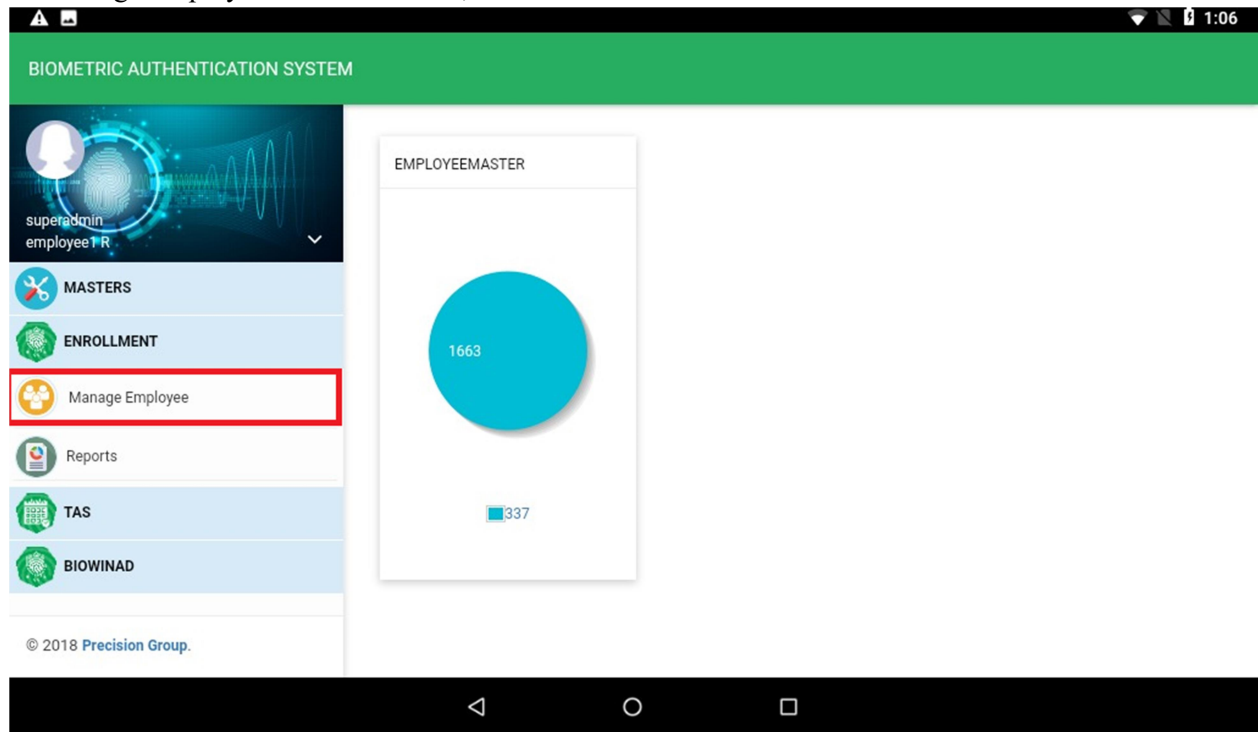 1:06
BIOMETRIC AUTHENTICATION SYSTEM
superadmin
employee1 R
MASTERS
ENROLLMENT
Manage Employee
Reports
TAS
BIOWINAD
© 2018 Precision Group.
EMPLOYEEMASTER
1663
337